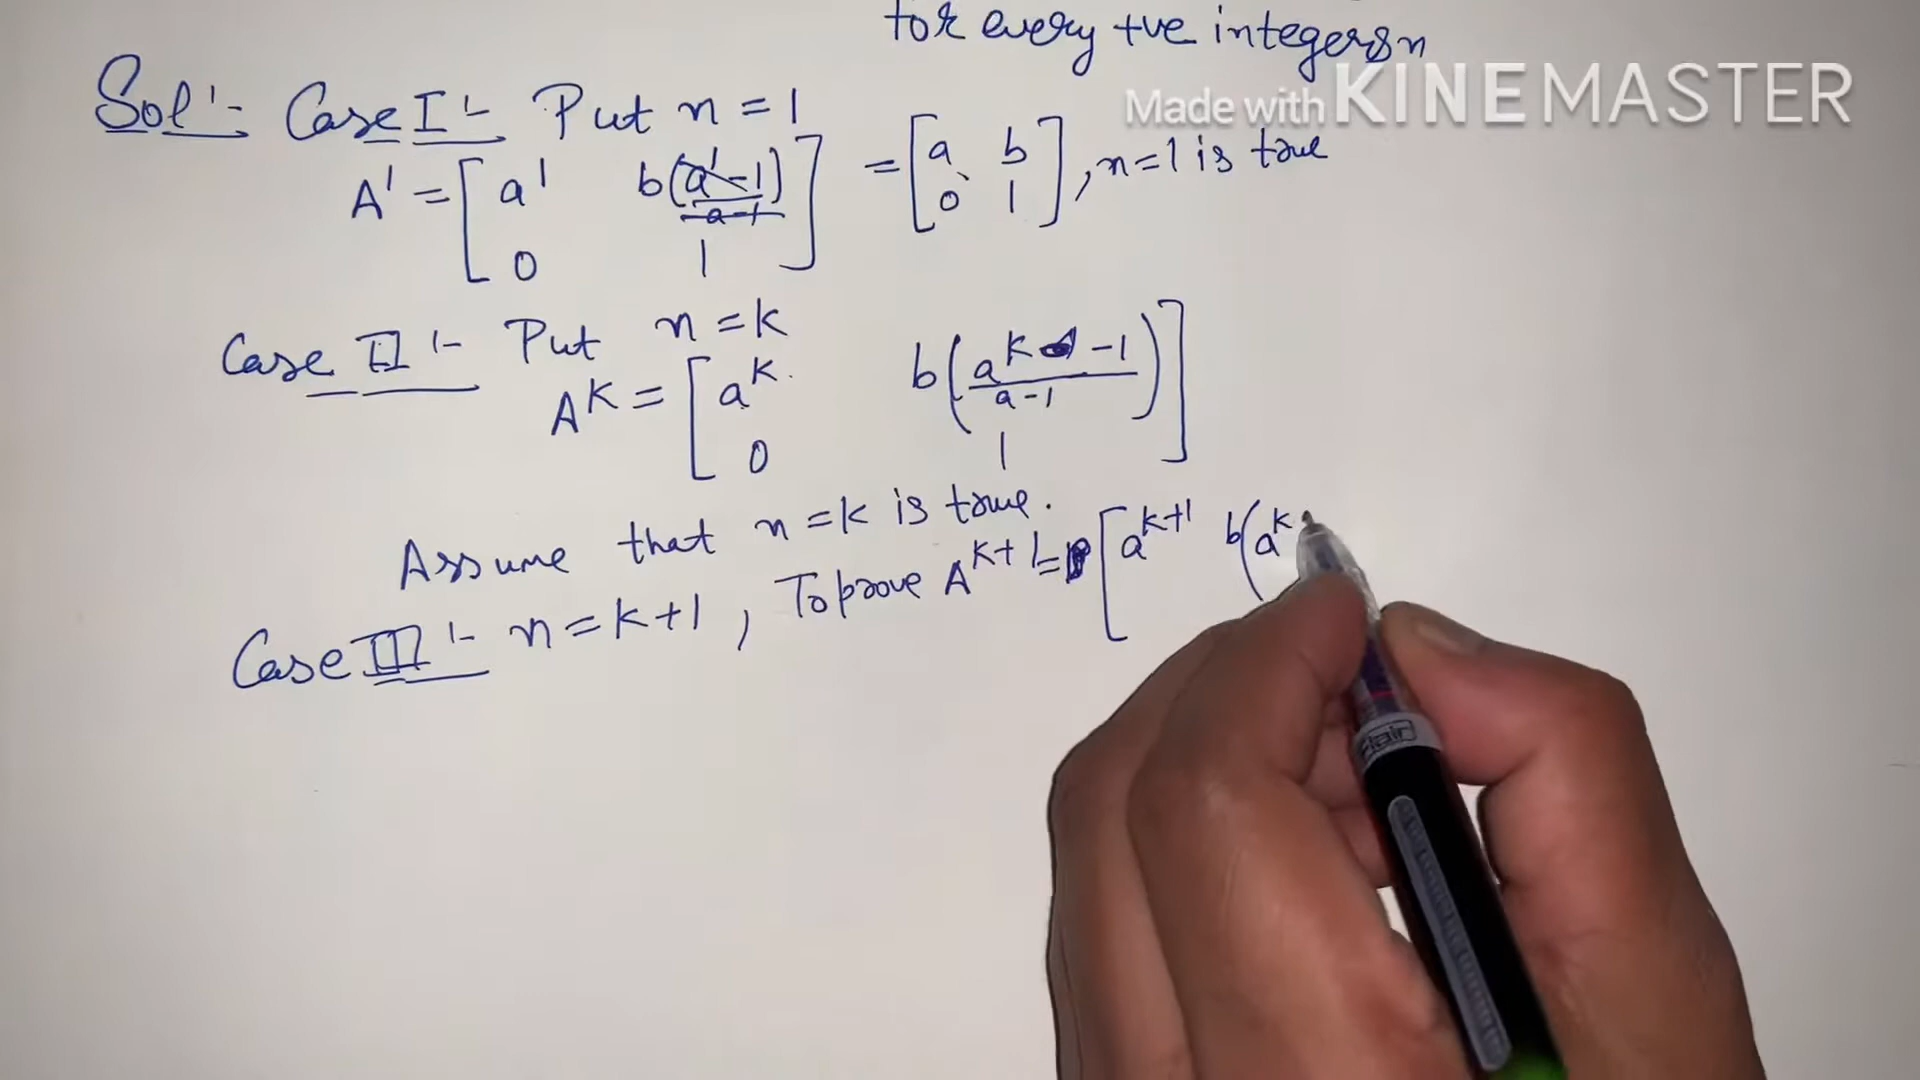 for every +ve integers n
Made with KINEMASTER
Sol:- Case I:- Put n = 1
A¹ = [a¹ b(a¹-1)/a-1; 0 1] = [a b; 0 1], n=1 is true
Case II:- Put n = k
Aᴷ = [aᴷ b(aᴷ-1/a-1); 0 1]
Assume that n = k is true.
Case III:- n = k+1, To prove Aᴷ⁺¹ = [aᴷ⁺¹ b(aᴷ
flair